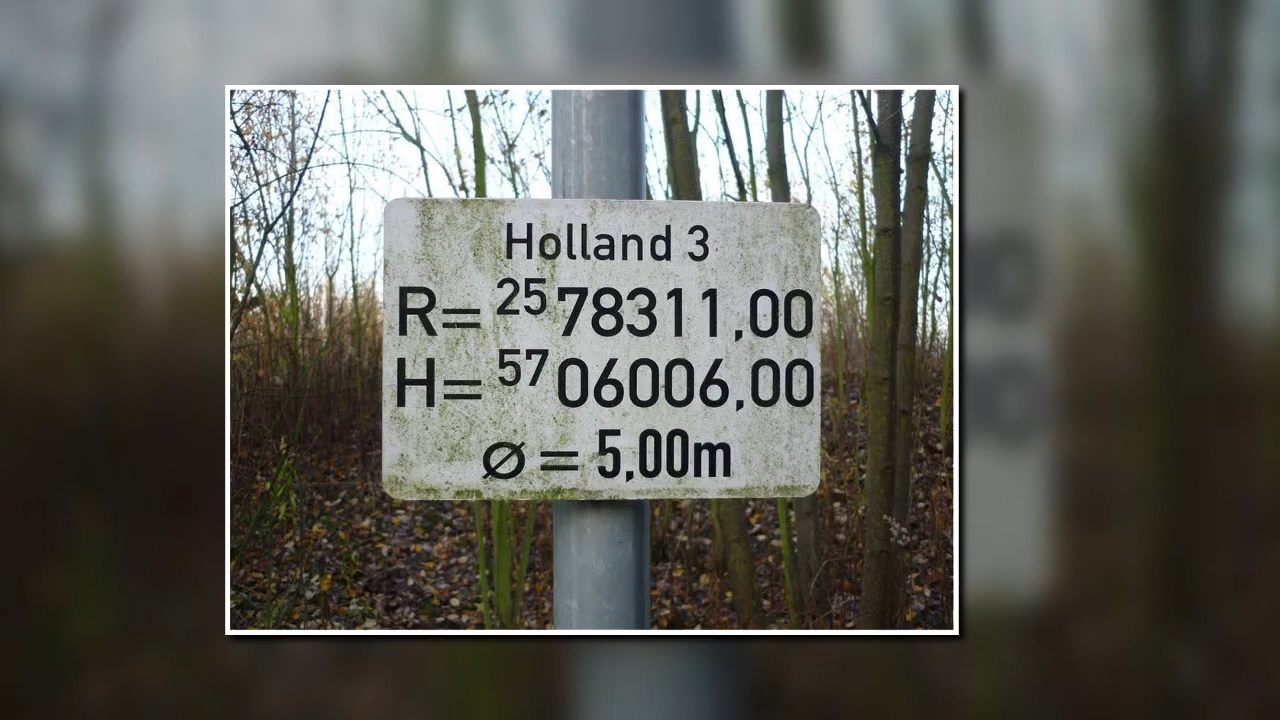 Holland 3
R= ²⁵78311,00
H= ⁵⁷06006,00
ø = 5,00m